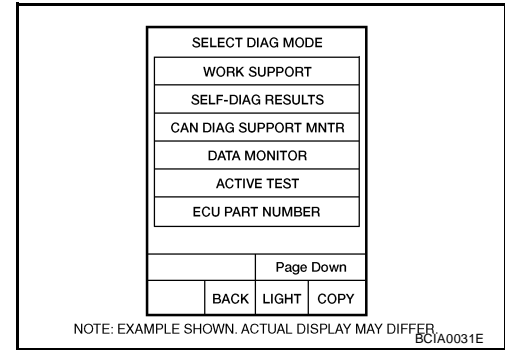 SELECT DIAG MODE
WORK SUPPORT
SELF-DIAG RESULTS
CAN DIAG SUPPORT MNTR
DATA MONITOR
ACTIVE TEST
ECU PART NUMBER
Page Down
BACK LIGHT COPY
NOTE: EXAMPLE SHOWN. ACTUAL DISPLAY MAY DIFFER.
BCIA0031E